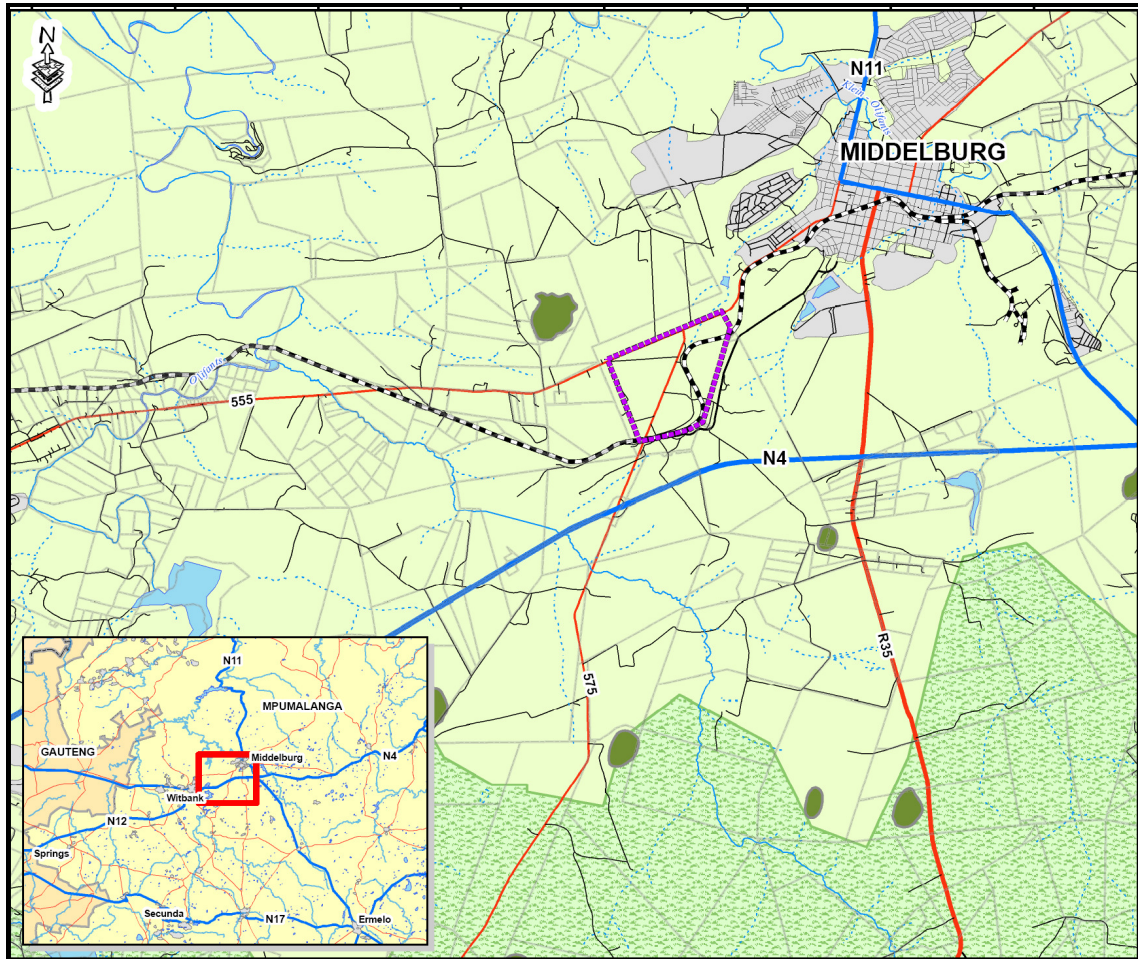 N
N11
Klein Olifants
MIDDELBURG
Olifants
555
N4
R35
575
N11
MPUMALANGA
GAUTENG
Middelburg
N4
Witbank
N12
Springs
Secunda
N17
Ermelo